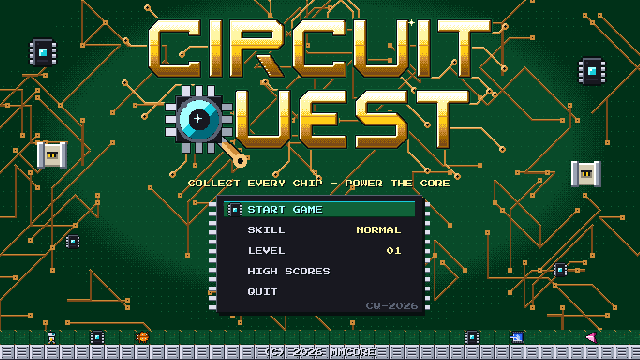 CIRCUIT
QUEST
COLLECT EVERY CHIP - POWER THE CORE
START GAME
SKILL NORMAL
LEVEL 01
HIGH SCORES
QUIT
CQ-2026
(C) 2026 MMCORE